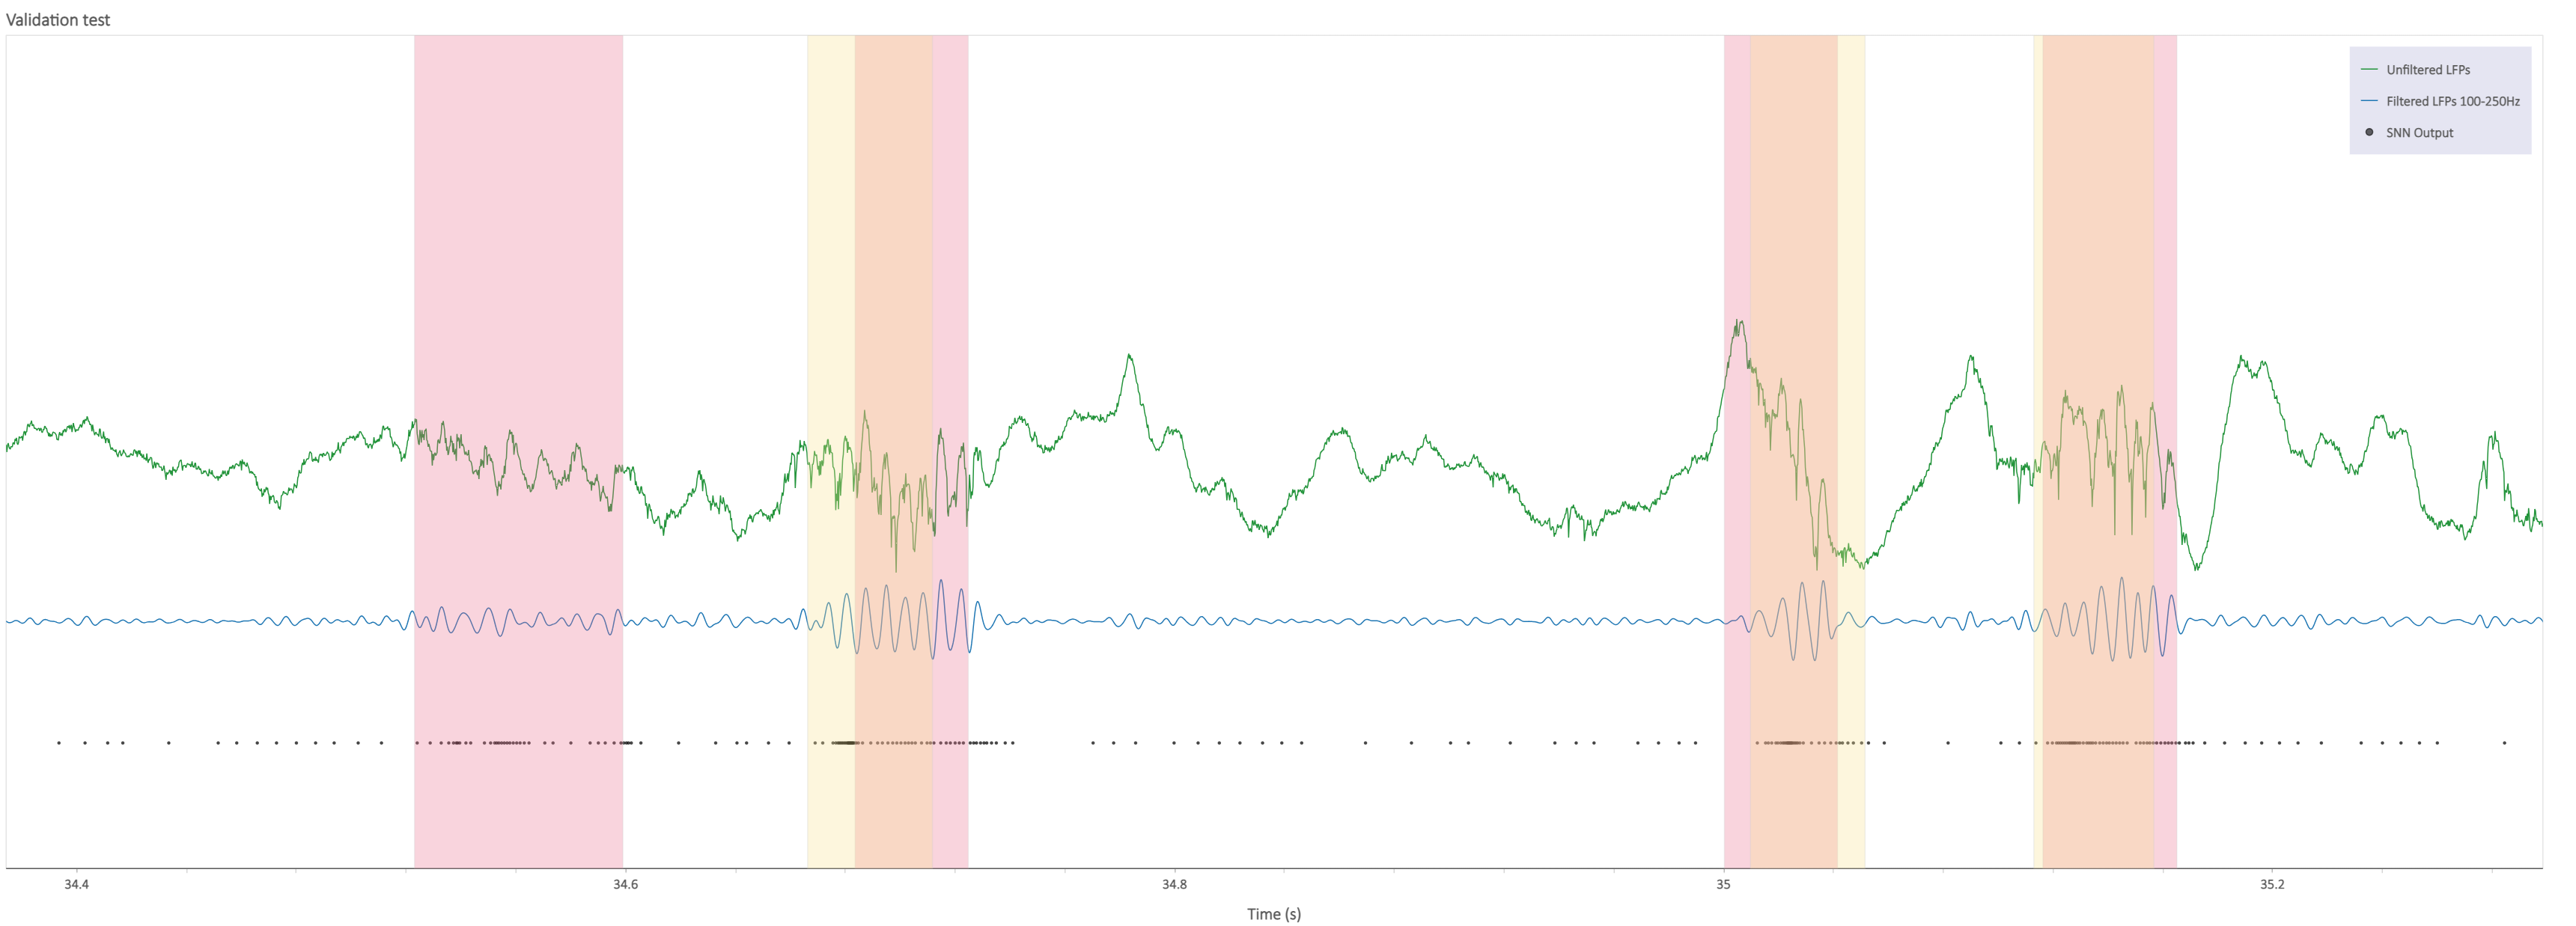 Validation test
Unfiltered LFPs
Filtered LFPs 100-250Hz
SNN Output
34.4
34.6
34.8
35
35.2
Time (s)